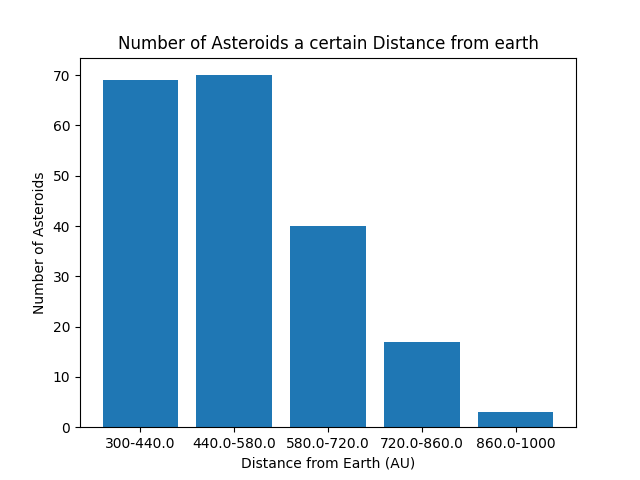 Number of Asteroids a certain Distance from earth
Number of Asteroids
70
60
50
40
30
20
10
0
300-440.0 440.0-580.0 580.0-720.0 720.0-860.0 860.0-1000
Distance from Earth (AU)